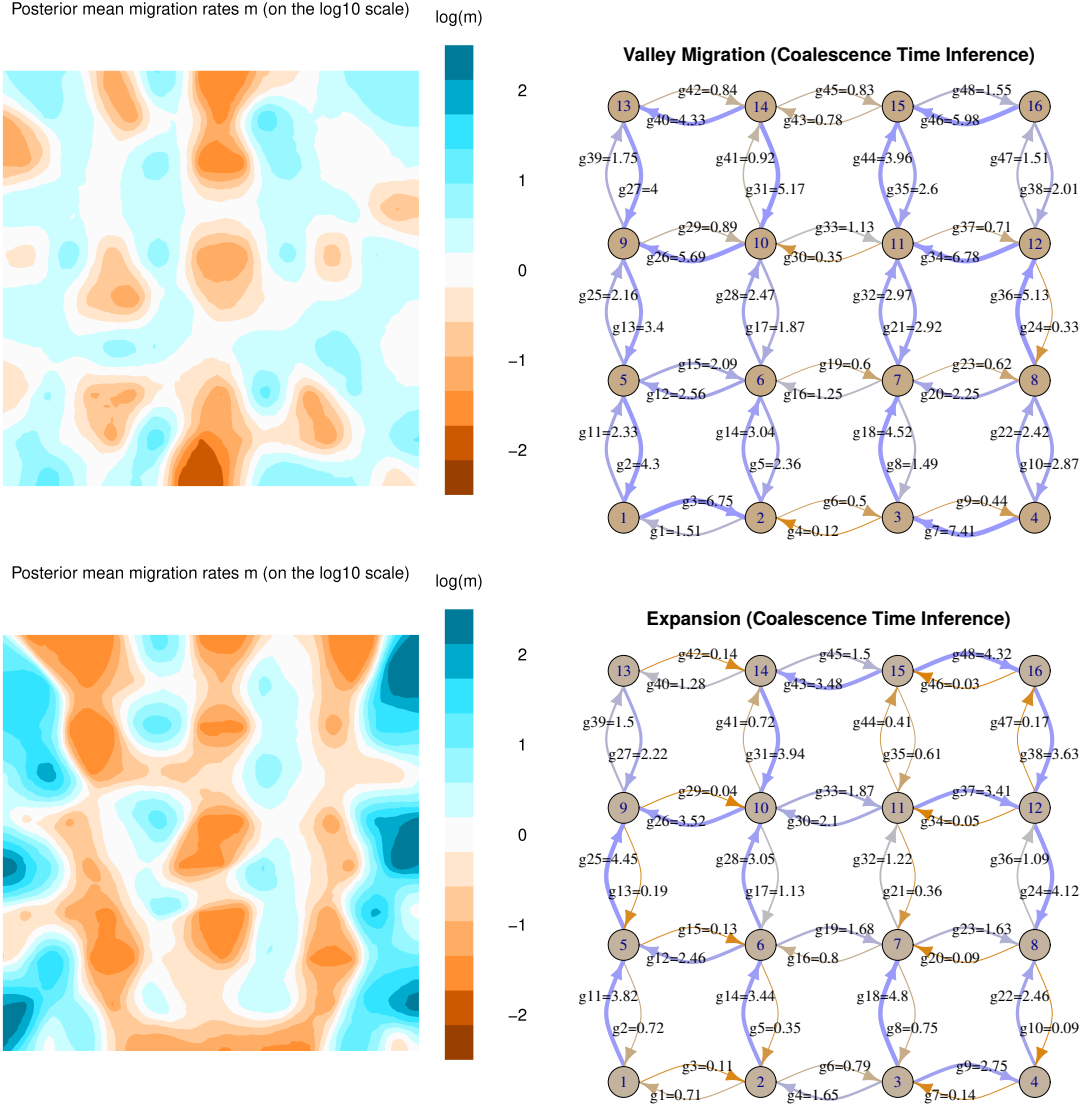 Posterior mean migration rates m (on the log10 scale)
log(m)
2
1
0
−1
−2
Valley Migration (Coalescence Time Inference)
13
14
15
16
g42=0.84
g45=0.83
g48=1.55
g40=4.33
g43=0.78
g46=5.98
g39=1.75
g41=0.92
g44=3.96
g47=1.51
g27=4
g31=5.17
g35=2.6
g38=2.01
g29=0.89
g33=1.13
g37=0.71
9
10
11
12
g26=5.69
g30=0.35
g34=6.78
g25=2.16
g28=2.47
g32=2.97
g36=5.13
g13=3.4
g17=1.87
g21=2.92
g24=0.33
g15=2.09
g19=0.6
g23=0.62
5
6
7
8
g12=2.56
g16=1.25
g20=2.25
g11=2.33
g14=3.04
g18=4.52
g22=2.42
g2=4.3
g5=2.36
g8=1.49
g10=2.87
g3=6.75
g6=0.5
g9=0.44
1
2
3
4
g1=1.51
g4=0.12
g7=7.41
Posterior mean migration rates m (on the log10 scale)
log(m)
2
1
0
−1
−2
Expansion (Coalescence Time Inference)
g42=0.14
g45=1.5
g48=4.32
13
14
15
16
g40=1.28
g43=3.48
g46=0.03
g39=1.5
g41=0.72
g44=0.41
g47=0.17
g27=2.22
g31=3.94
g35=0.61
g38=3.63
g29=0.04
g33=1.87
g37=3.41
9
10
11
12
g26=3.52
g30=2.1
g34=0.05
g25=4.45
g28=3.05
g32=1.22
g36=1.09
g13=0.19
g17=1.13
g21=0.36
g24=4.12
g15=0.13
g19=1.68
g23=1.63
5
6
7
8
g12=2.46
g16=0.8
g20=0.09
g11=3.82
g14=3.44
g18=4.8
g22=2.46
g2=0.72
g5=0.35
g8=0.75
g10=0.09
g3=0.11
g6=0.79
g9=2.75
1
2
3
4
g1=0.71
g4=1.65
g7=0.14